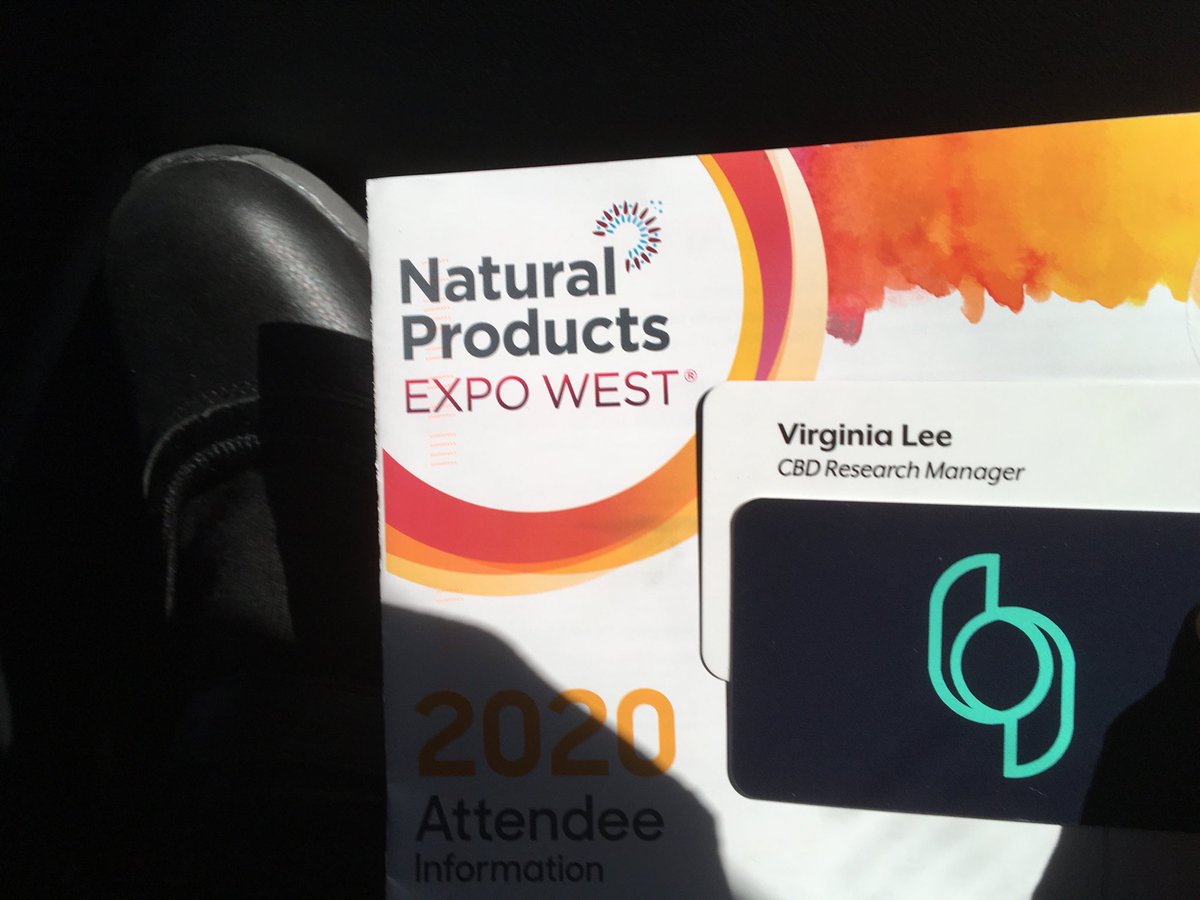 Natural
Products
EXPO WEST®
Virginia Lee
CBD Research Manager
2020
Attendee
Information